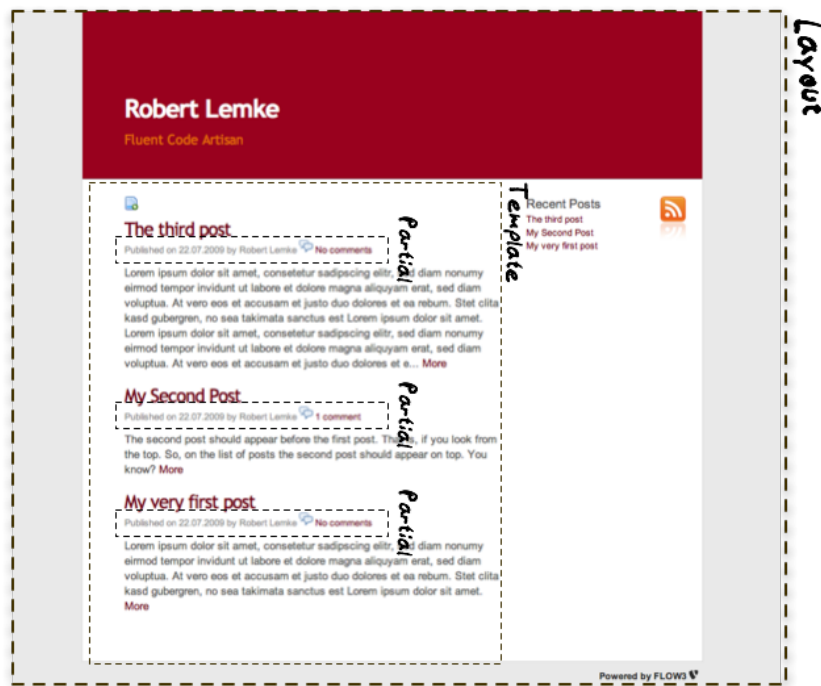 Layout
Robert Lemke
Fluent Code Artisan
Template
Recent Posts
The third post
My Second Post
My very first post
The third post
Published on 22.07.2009 by Robert Lemke No comments
Partial
Lorem ipsum dolor sit amet, consetetur sadipscing elitr, sed diam nonumy
eirmod tempor invidunt ut labore et dolore magna aliquyam erat, sed diam
voluptua. At vero eos et accusam et justo duo dolores et ea rebum. Stet clita
kasd gubergren, no sea takimata sanctus est Lorem ipsum dolor sit amet.
Lorem ipsum dolor sit amet, consetetur sadipscing elitr, sed diam nonumy
eirmod tempor invidunt ut labore et dolore magna aliquyam erat, sed diam
voluptua. At vero eos et accusam et justo duo dolores et e... More
My Second Post
Published on 22.07.2009 by Robert Lemke 1 comment
Partial
The second post should appear before the first post. Thats, if you look from
the top. So, on the list of posts the second post should appear on top. You
know? More
My very first post
Published on 22.07.2009 by Robert Lemke No comments
Partial
Lorem ipsum dolor sit amet, consetetur sadipscing elitr, sed diam nonumy
eirmod tempor invidunt ut labore et dolore magna aliquyam erat, sed diam
voluptua. At vero eos et accusam et justo duo dolores et ea rebum. Stet clita
kasd gubergren, no sea takimata sanctus est Lorem ipsum dolor sit amet.
More
Powered by FLOW3